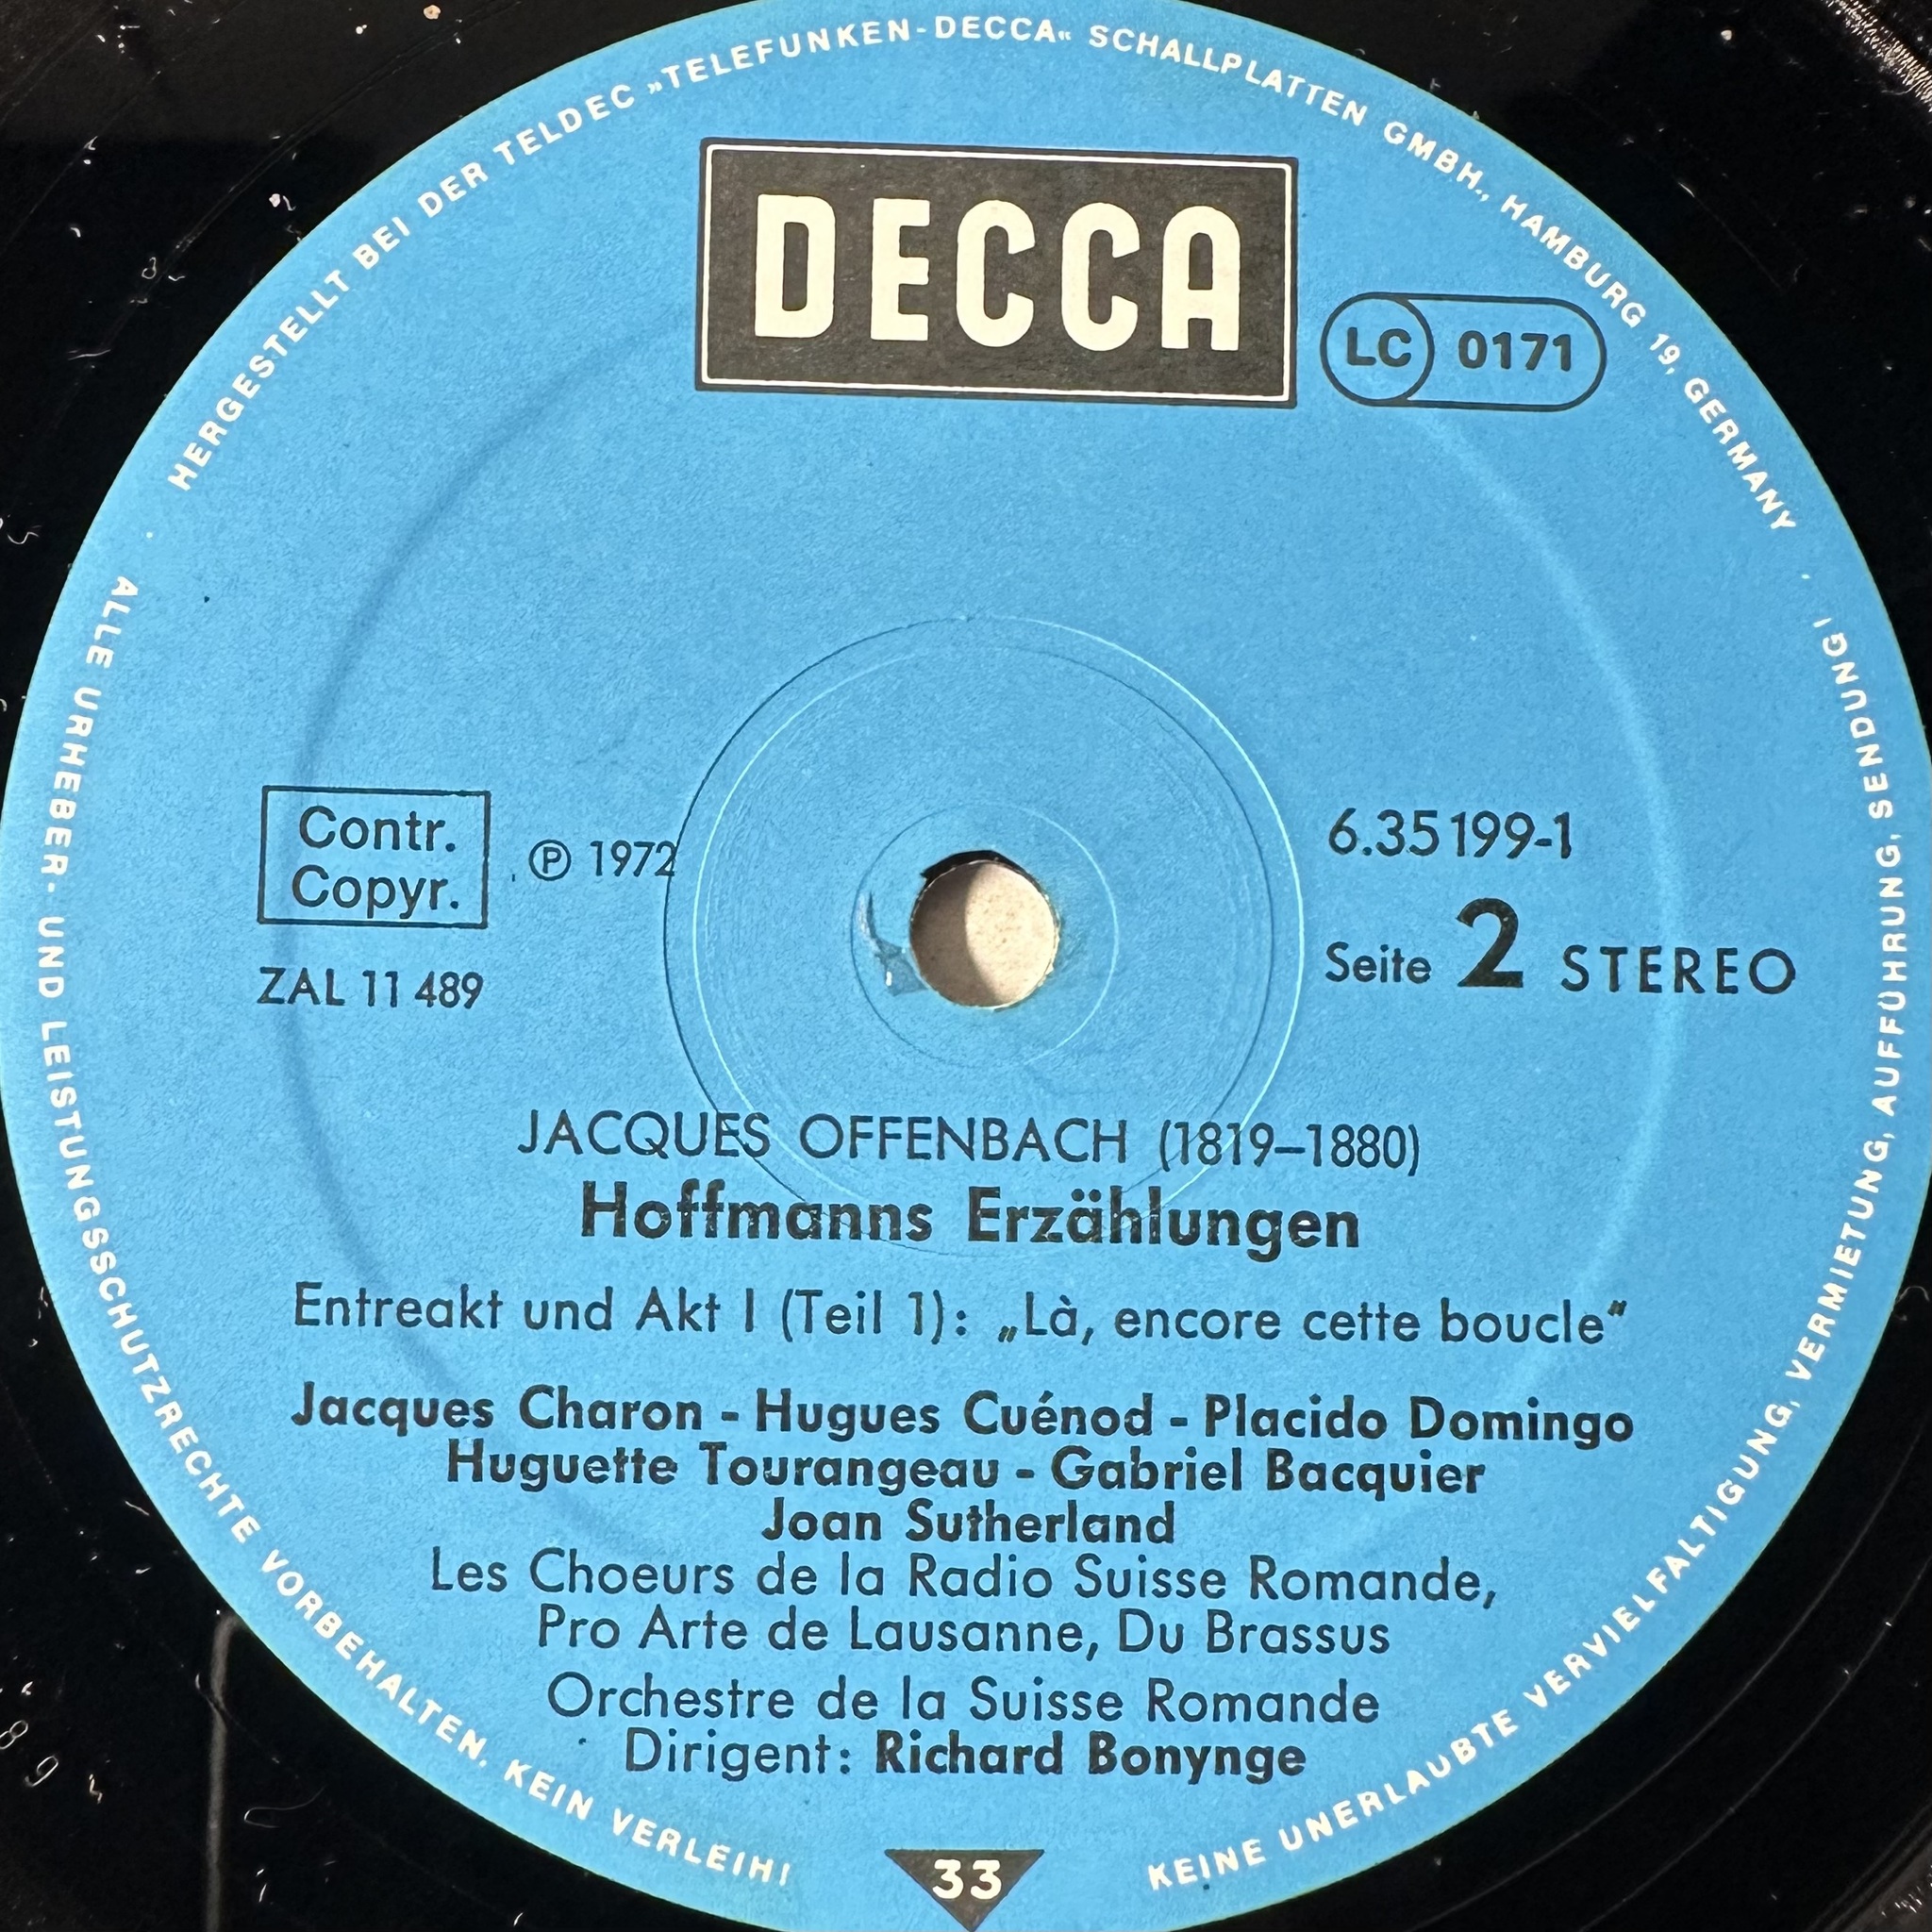 HERGESTELLT BEI DER TELDEC »TELEFUNKEN-DECCA« SCHALLPLATTEN GMBH., HAMBURG 19, GERMANY
DECCA
LC 0171
Contr.
Copyr.
℗ 1972
ZAL 11 489
6.35199-1
Seite 2 STEREO
JACQUES OFFENBACH (1819–1880)
Hoffmanns Erzählungen
Entreakt und Akt I (Teil 1): „Là, encore cette boucle“
Jacques Charon - Hugues Cuénod - Placido Domingo
Huguette Tourangeau - Gabriel Bacquier
Joan Sutherland
Les Choeurs de la Radio Suisse Romande,
Pro Arte de Lausanne, Du Brassus
Orchestre de la Suisse Romande
Dirigent: Richard Bonynge
33
ALLE URHEBER- UND LEISTUNGSSCHUTZRECHTE VORBEHALTEN. KEIN VERLEIH!
KEINE UNERLAUBTE VERVIELFÄLTIGUNG, VERMIETUNG, AUFFÜHRUNG, SENDUNG!